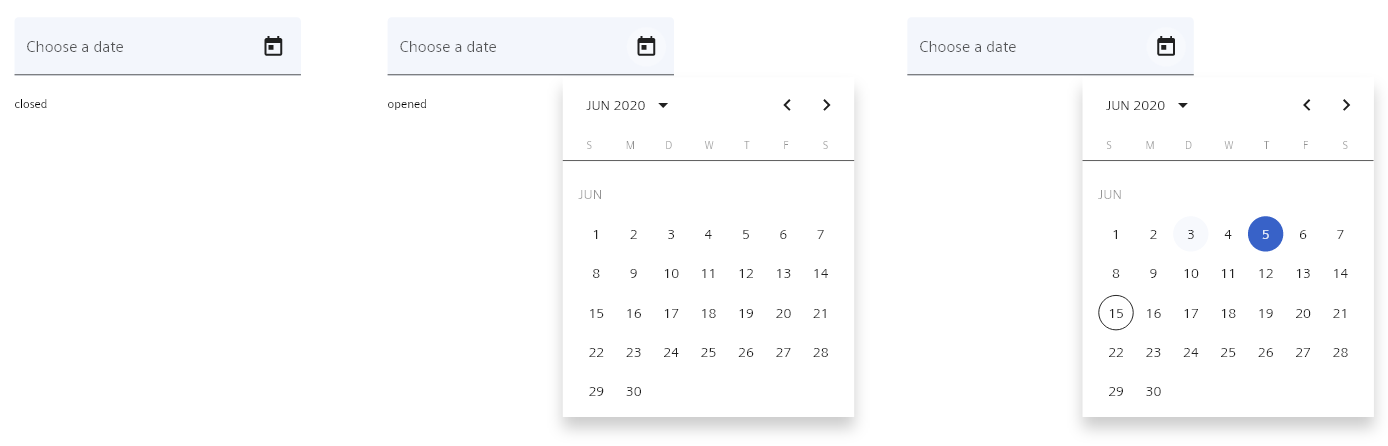 Choose a date
closed
Choose a date
opened
JUN 2020
S M D W T F S
JUN
1 2 3 4 5 6 7
8 9 10 11 12 13 14
15 16 17 18 19 20 21
22 23 24 25 26 27 28
29 30
Choose a date
JUN 2020
S M D W T F S
JUN
1 2 3 4 5 6 7
8 9 10 11 12 13 14
15 16 17 18 19 20 21
22 23 24 25 26 27 28
29 30